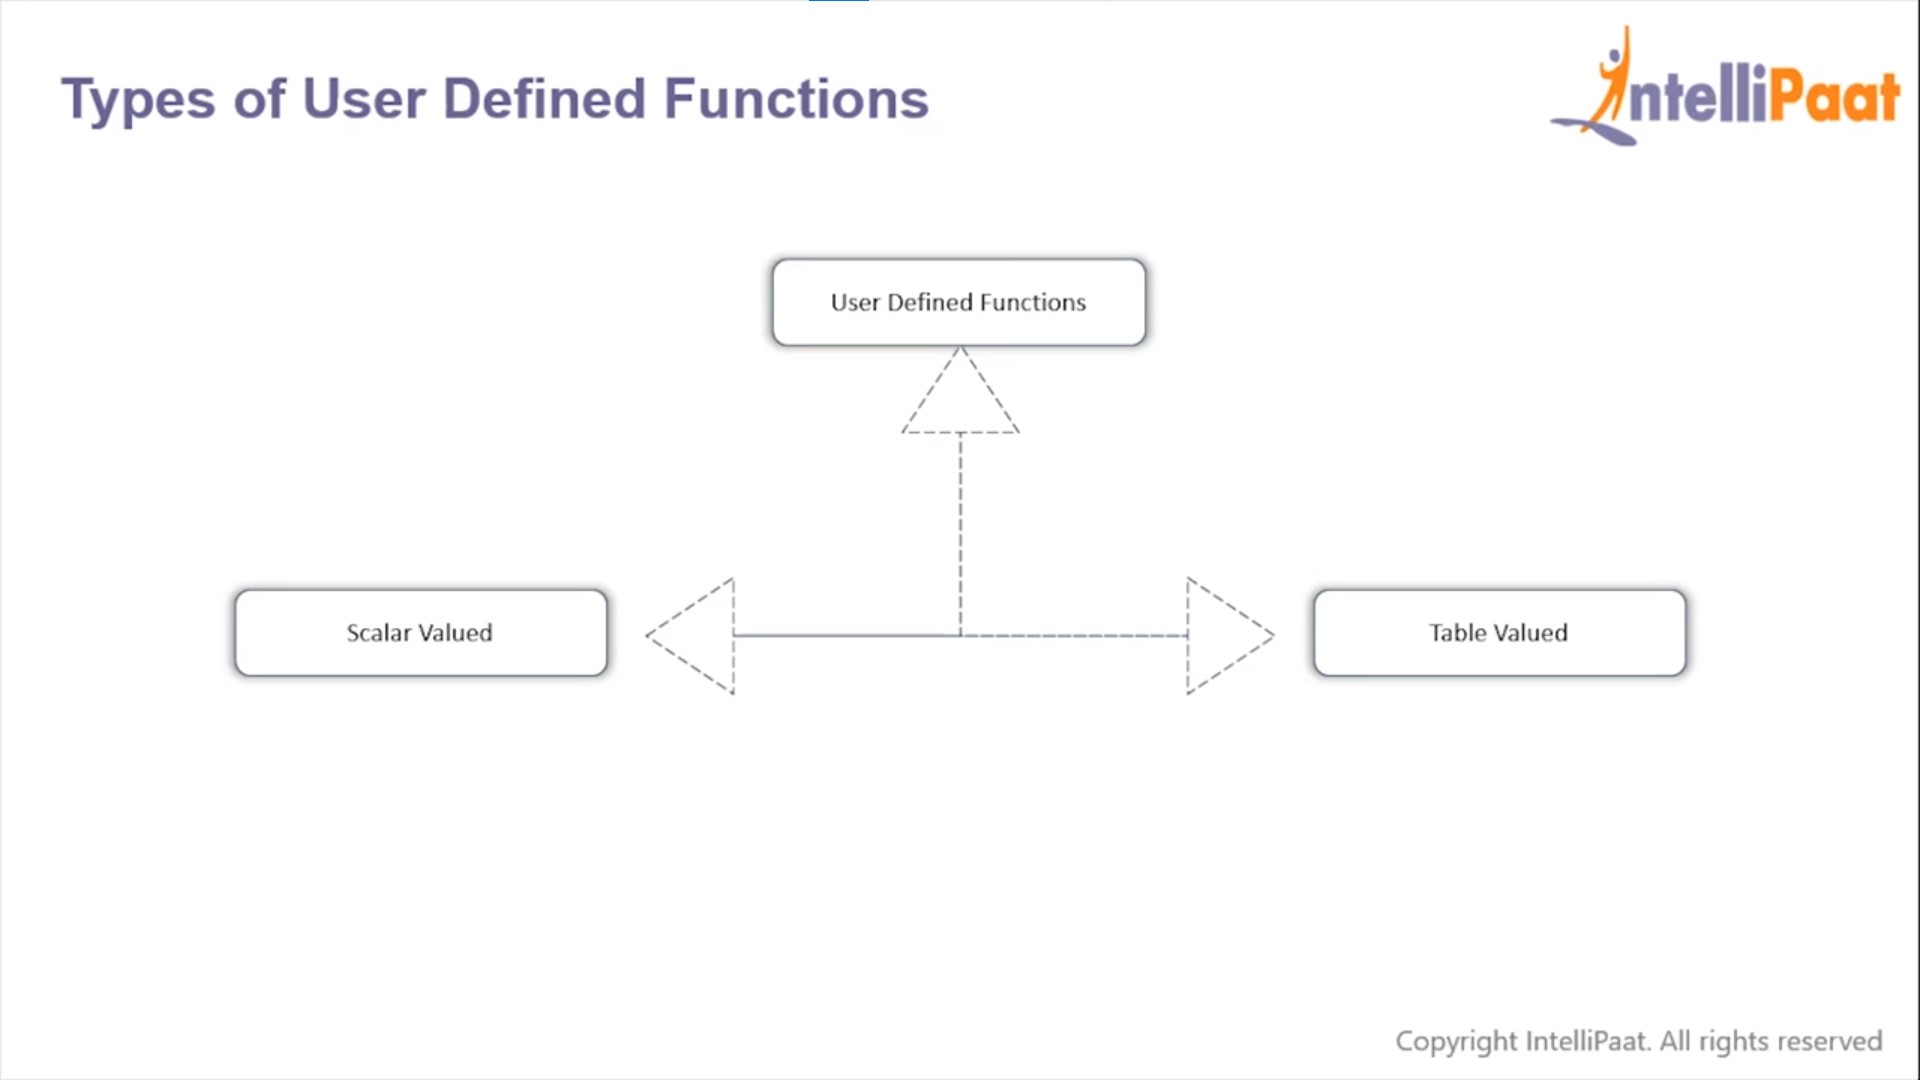 Types of User Defined Functions
IntelliPaat
User Defined Functions
Scalar Valued
Table Valued
Copyright IntelliPaat. All rights reserved